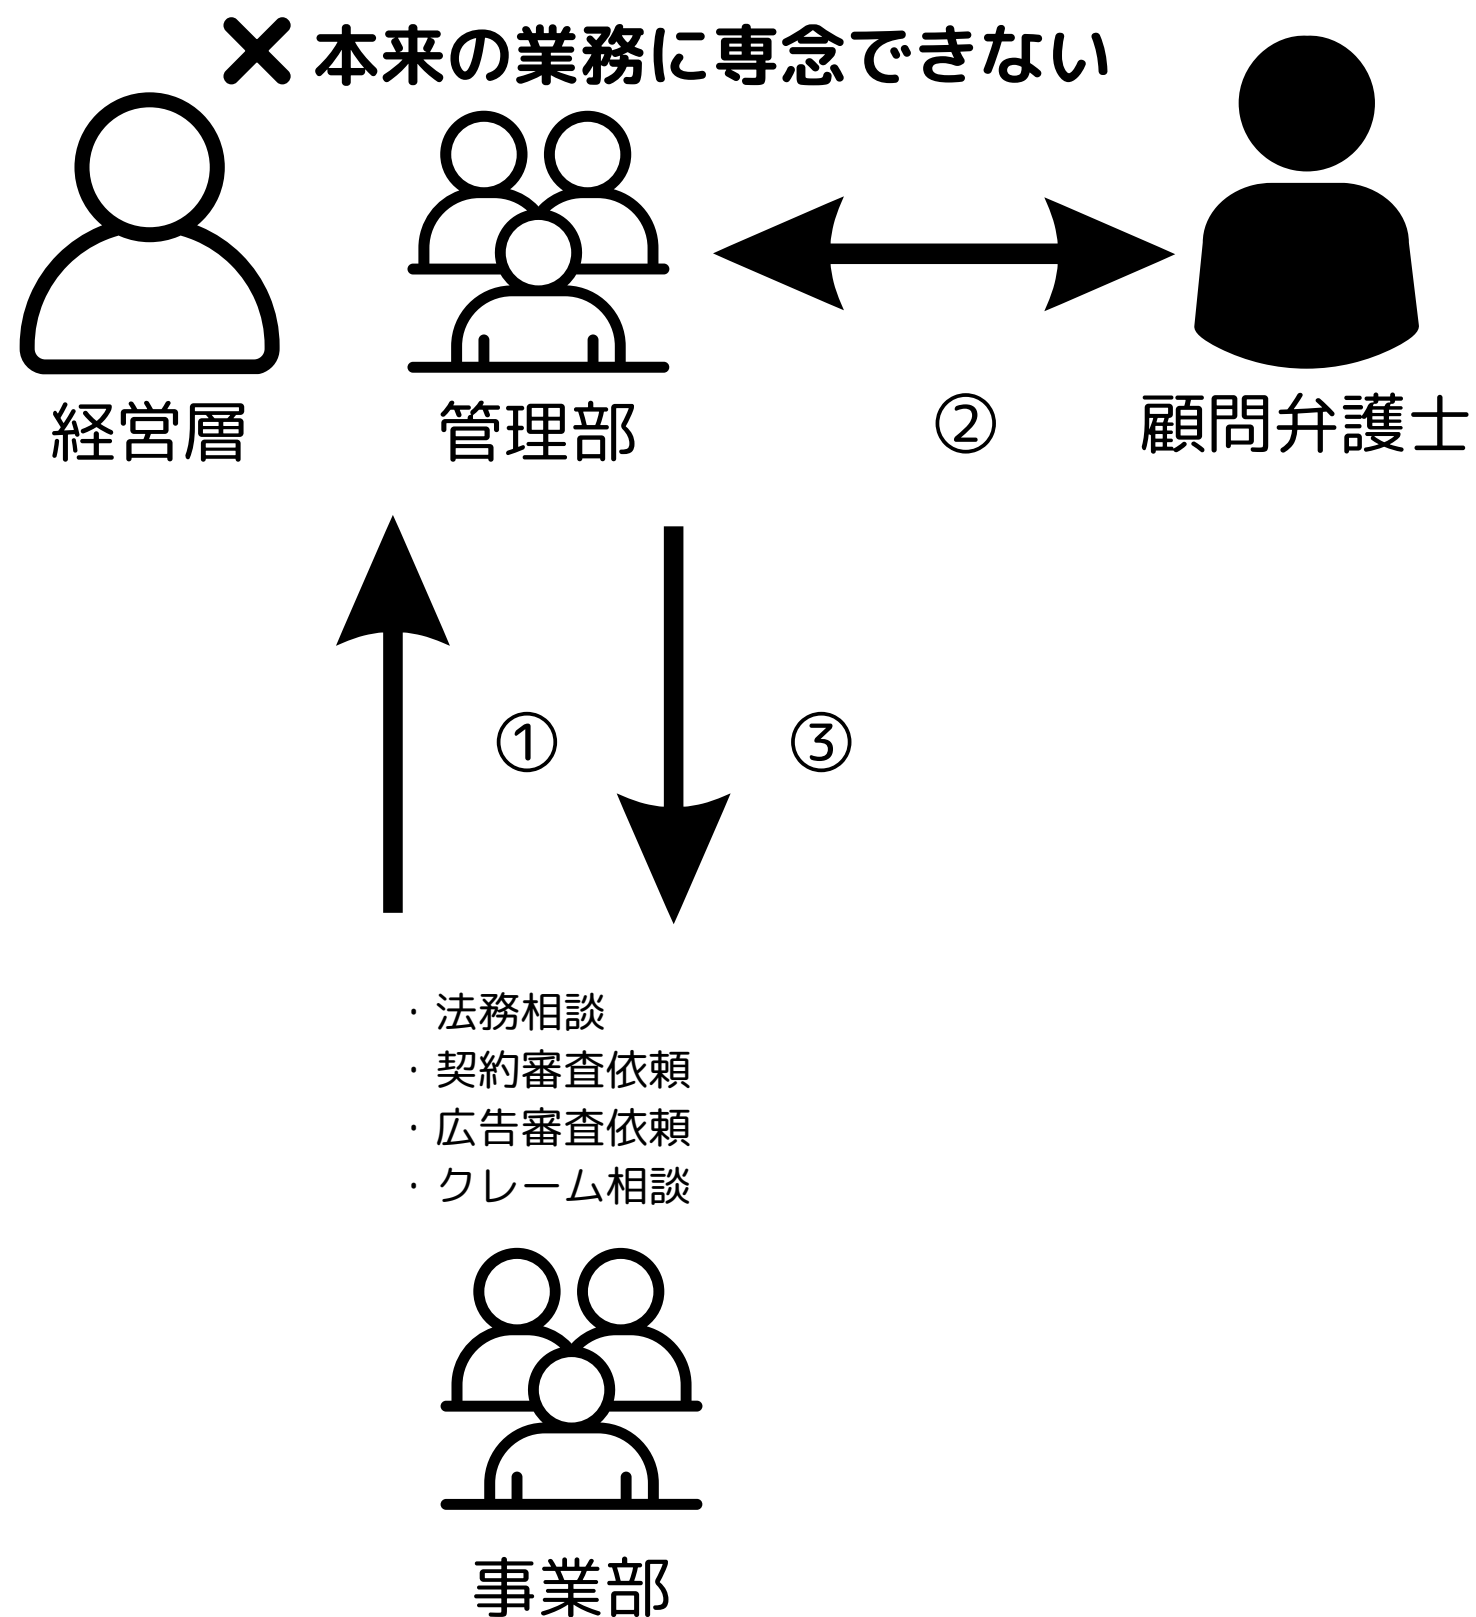 × 本来の業務に専念できない
経営層
管理部
②
顧問弁護士
①
③
・法務相談
・契約審査依頼
・広告審査依頼
・クレーム相談
事業部